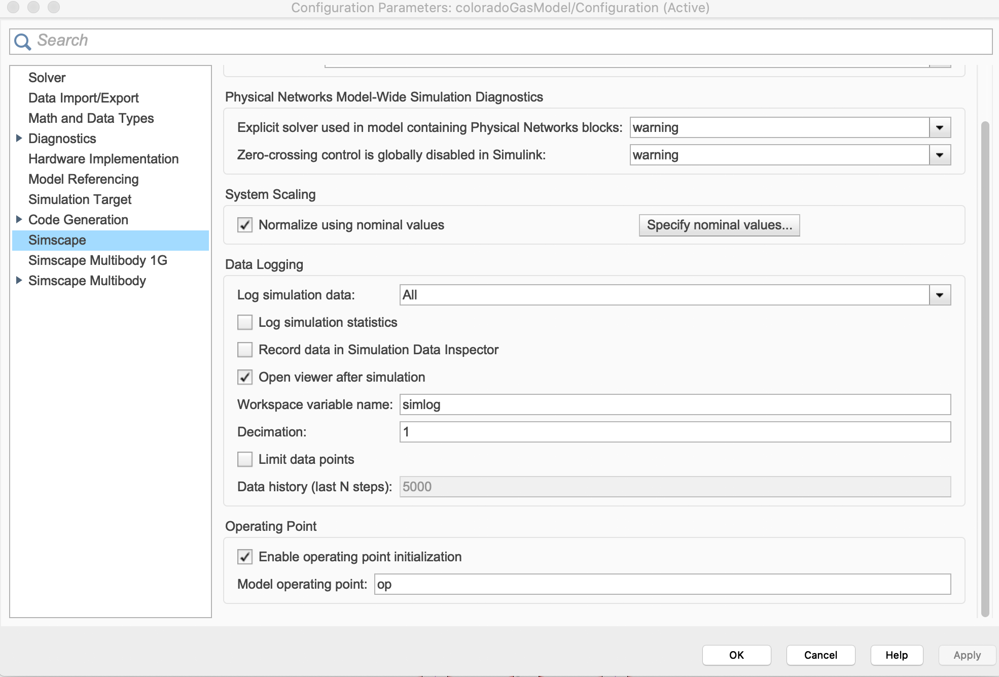 Configuration Parameters: coloradoGasModel/Configuration (Active)
Search
Solver
Data Import/Export
Math and Data Types
Diagnostics
Hardware Implementation
Model Referencing
Simulation Target
Code Generation
Simscape
Simscape Multibody 1G
Simscape Multibody
Physical Networks Model-Wide Simulation Diagnostics
Explicit solver used in model containing Physical Networks blocks: warning
Zero-crossing control is globally disabled in Simulink: warning
System Scaling
Normalize using nominal values Specify nominal values...
Data Logging
Log simulation data: All
Log simulation statistics
Record data in Simulation Data Inspector
Open viewer after simulation
Workspace variable name: simlog
Decimation: 1
Limit data points
Data history (last N steps): 5000
Operating Point
Enable operating point initialization
Model operating point: op
OK Cancel Help Apply